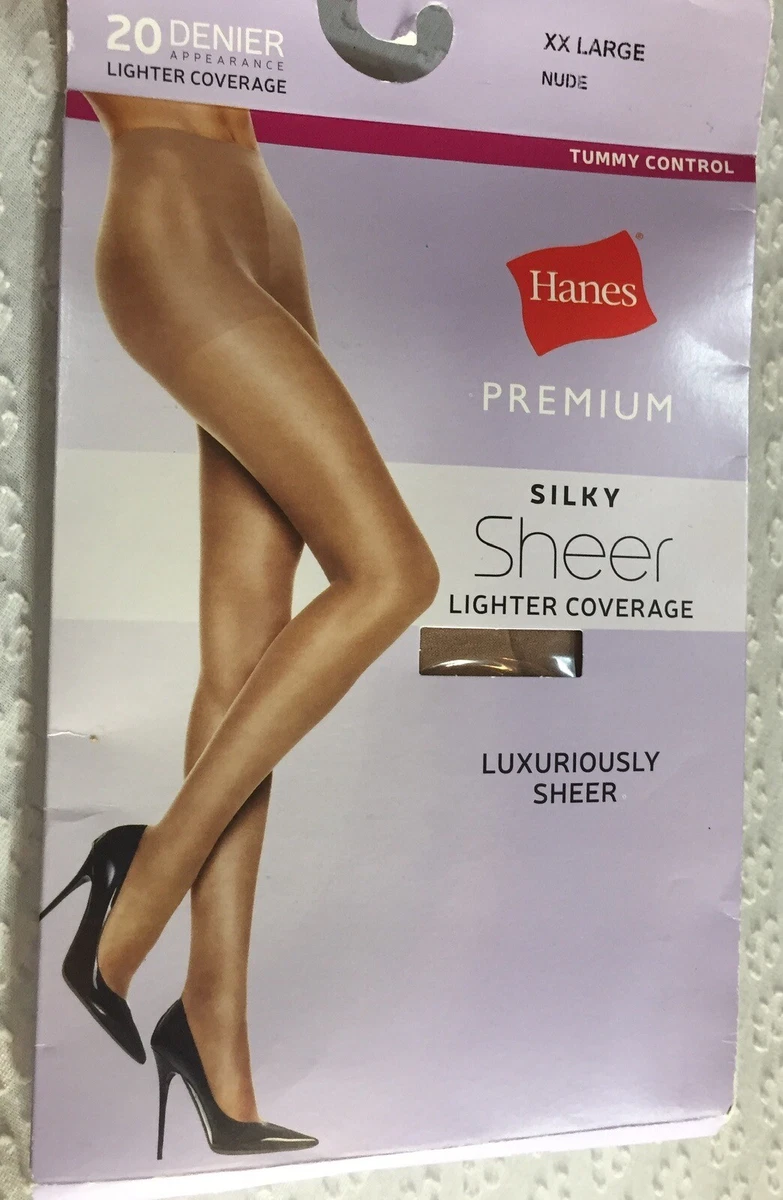 20 DENIER
APPEARANCE
LIGHTER COVERAGE
XX LARGE
NUDE
TUMMY CONTROL
Hanes®
PREMIUM
SILKY
Sheer
LIGHTER COVERAGE
LUXURIOUSLY
SHEER